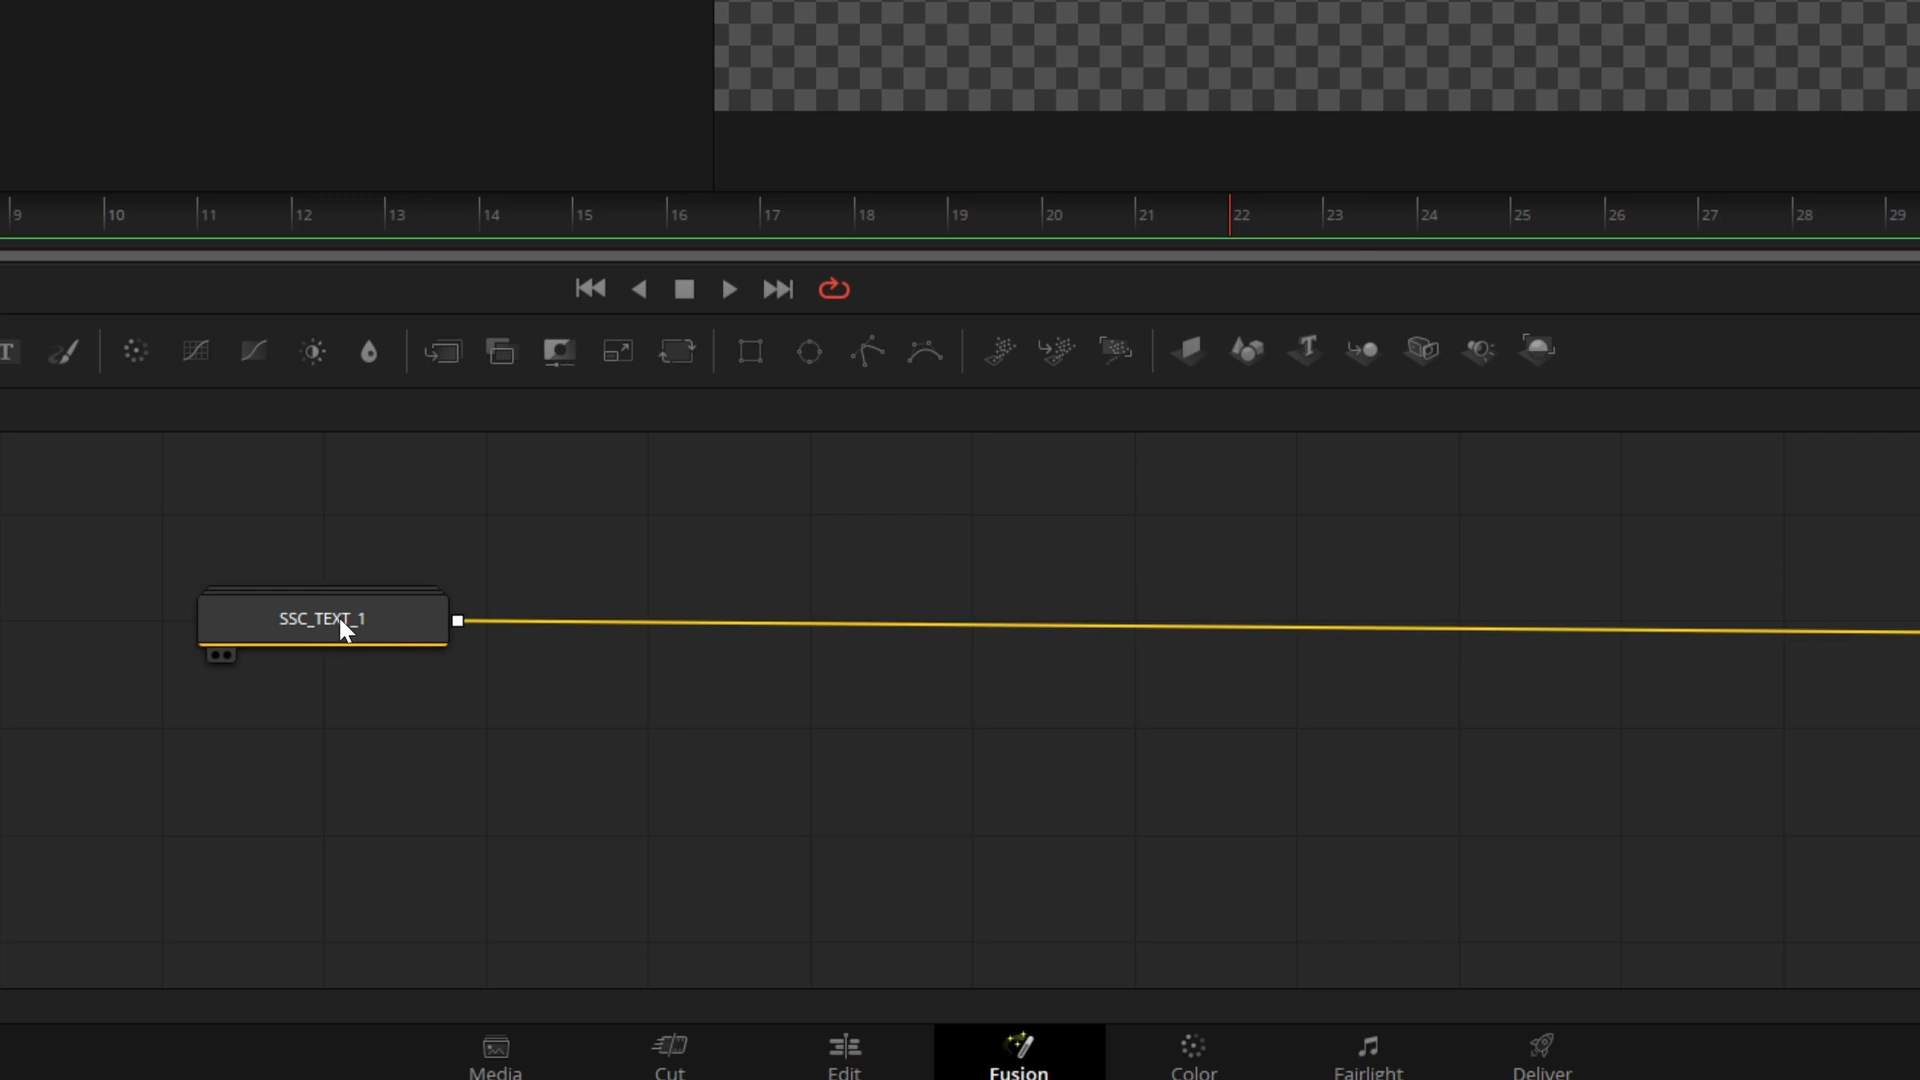 9 10 11 12 13 14 15 16 17 18 19 20 21 22 23 24 25 26 27 28 29
T
SSC_TEXT_1
Media Cut Edit Fusion Color Fairlight Deliver